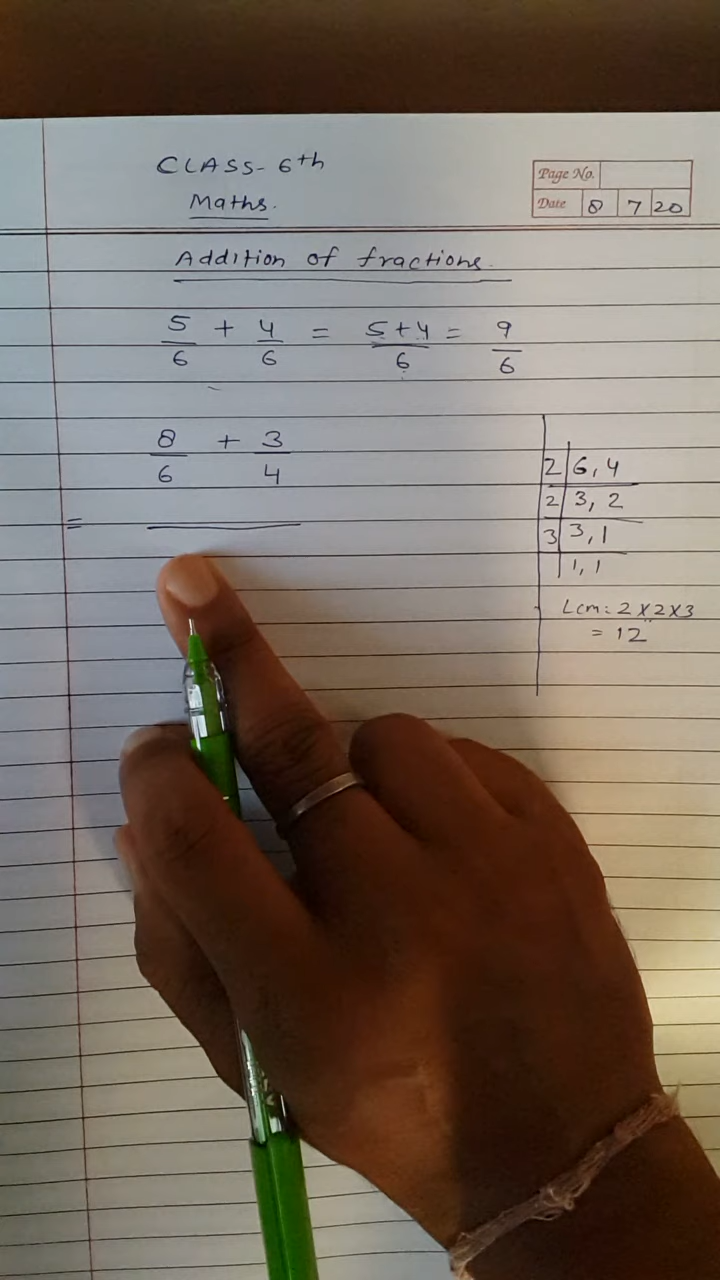 CLASS- 6th
Maths.
Page No.
Date 8 7 20
Addition of fractions.
5/6 + 4/6 = 5+4/6 = 9/6
8/6 + 3/4
=
2 | 6, 4
2 | 3, 2
3 | 3, 1
| 1, 1
Lcm: 2 X 2 X 3
= 12